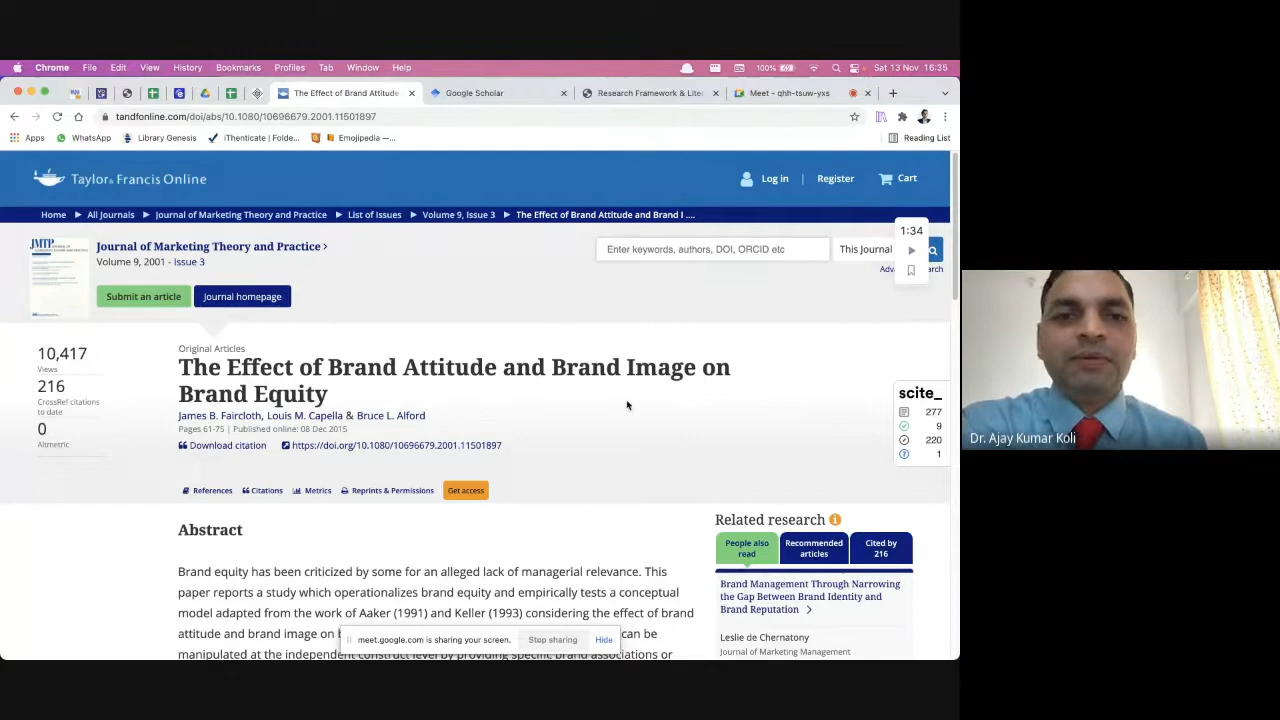 Chrome File Edit View History Bookmarks Profiles Tab Window Help
100% Sat 13 Nov 16:35
The Effect of Brand Attitude
Google Scholar
Research Framework & Lite
Meet - qhh-tsuw-yxs
tandfonline.com/doi/abs/10.1080/10696679.2001.11501897
Apps WhatsApp Library Genesis iThenticate | Folde... Emojipedia —...
Reading List
Taylor & Francis Online
Log in | Register Cart
Home All Journals Journal of Marketing Theory and Practice List of Issues Volume 9, Issue 3 The Effect of Brand Attitude and Brand I ....
JMTP
Journal of Marketing Theory and Practice
Volume 9, 2001 - Issue 3
Submit an article
Journal homepage
Enter keywords, authors, DOI, ORCID etc
This Journal
1:34
10,417
Views
216
CrossRef citations
to date
0
Altmetric
Original Articles
The Effect of Brand Attitude and Brand Image on
Brand Equity
James B. Faircloth, Louis M. Capella & Bruce L. Alford
Pages 61-75 | Published online: 08 Dec 2015
Download citation https://doi.org/10.1080/10696679.2001.11501897
scite_
277
9
220
1
References Citations Metrics Reprints & Permissions Get access
Abstract
Brand equity has been criticized by some for an alleged lack of managerial relevance. This
paper reports a study which operationalizes brand equity and empirically tests a conceptual
model adapted from the work of Aaker (1991) and Keller (1993) considering the effect of brand
attitude and brand image on can be
manipulated at the independent construct level by providing specific brand associations or
meet.google.com is sharing your screen. Stop sharing Hide
Related research
People also
read
Recommended
articles
Cited by
216
Brand Management Through Narrowing
the Gap Between Brand Identity and
Brand Reputation
Leslie de Chernatony
Journal of Marketing Management
Dr. Ajay Kumar Koli